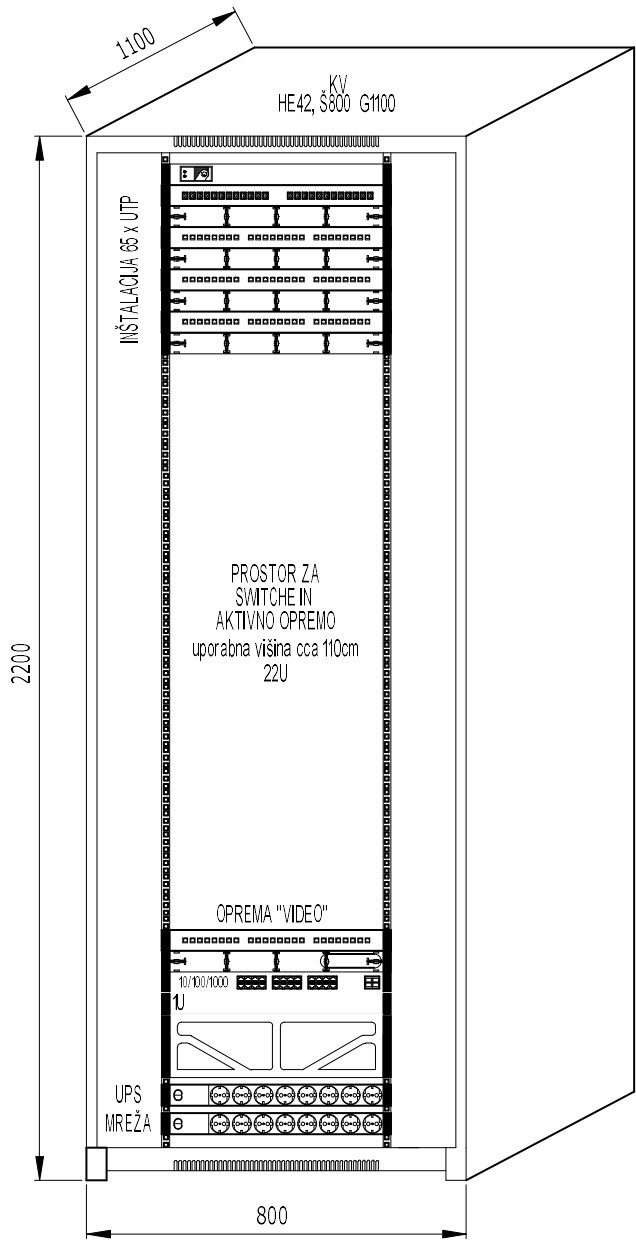 1100
KV
HE42, Š800 G1100
INŠTALACIJA 65 x UTP
2200
PROSTOR ZA
SWITCHE IN
AKTIVNO OPREMO
uporabna višina cca 110cm
22U
OPREMA "VIDEO"
10/100/1000
1U
UPS
MREŽA
800